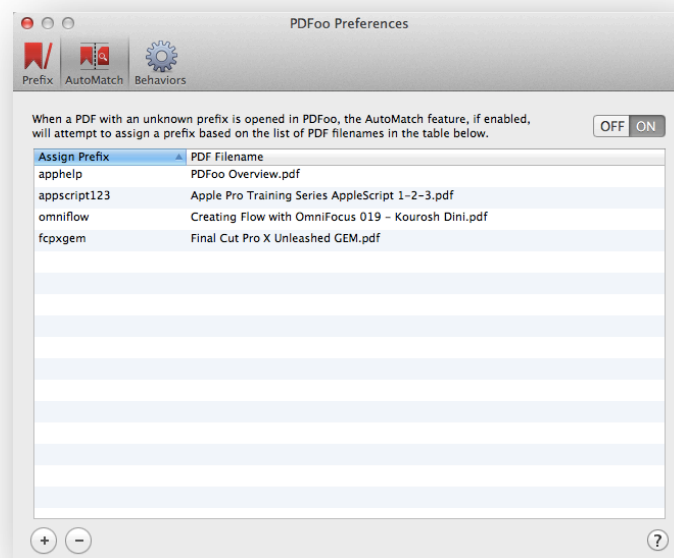 PDFoo Preferences
Prefix AutoMatch Behaviors
When a PDF with an unknown prefix is opened in PDFoo, the AutoMatch feature, if enabled,
will attempt to assign a prefix based on the list of PDF filenames in the table below.
OFF ON
Assign Prefix PDF Filename
apphelp PDFoo Overview.pdf
appscript123 Apple Pro Training Series AppleScript 1-2-3.pdf
omniflow Creating Flow with OmniFocus 019 - Kourosh Dini.pdf
fcpxgem Final Cut Pro X Unleashed GEM.pdf
+ - ?